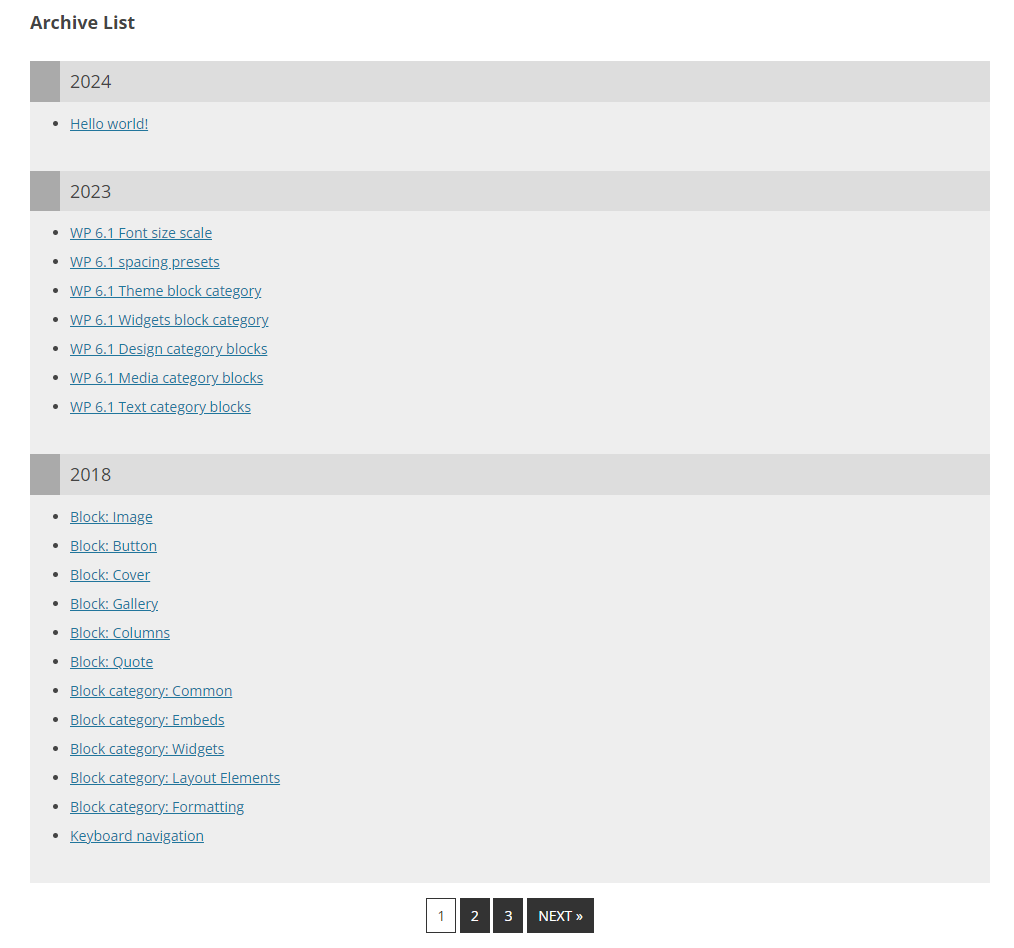 Archive List
2024
Hello world!
2023
WP 6.1 Font size scale
WP 6.1 spacing presets
WP 6.1 Theme block category
WP 6.1 Widgets block category
WP 6.1 Design category blocks
WP 6.1 Media category blocks
WP 6.1 Text category blocks
2018
Block: Image
Block: Button
Block: Cover
Block: Gallery
Block: Columns
Block: Quote
Block category: Common
Block category: Embeds
Block category: Widgets
Block category: Layout Elements
Block category: Formatting
Keyboard navigation
1 2 3 NEXT »